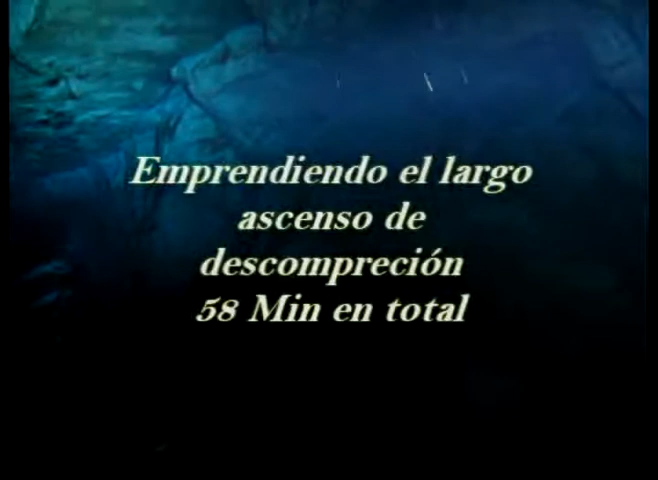 Emprendiendo el largo
ascenso de
descompreción
58 Min en total